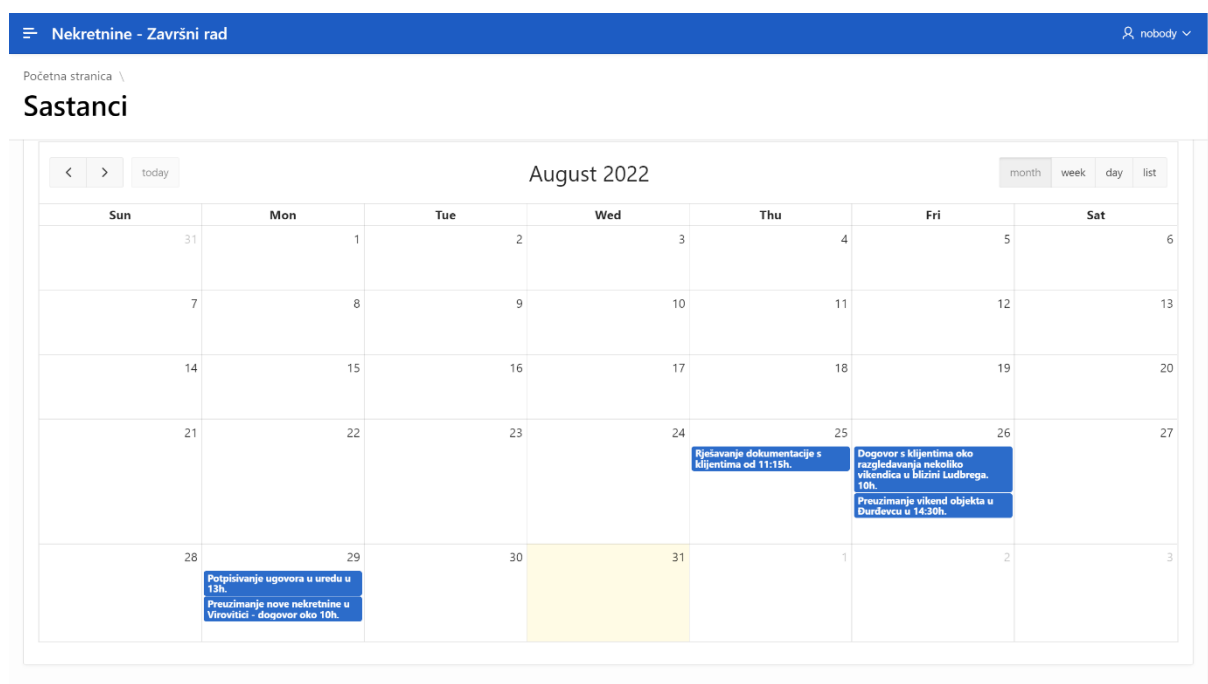 Nekretnine - Završni rad
nobody
Početna stranica \
Sastanci
today
August 2022
month week day list
Sun Mon Tue Wed Thu Fri Sat
31 1 2 3 4 5 6
7 8 9 10 11 12 13
14 15 16 17 18 19 20
21 22 23 24 25 26 27
Rješavanje dokumentacije s
klijentima od 11:15h.
Dogovor s klijentima oko
razgledavanja nekoliko
vikendica u blizini Ludbrega.
10h.
Preuzimanje vikend objekta u
Đurđevcu u 14:30h.
28 29 30 31 1 2 3
Potpisivanje ugovora u uredu u
13h.
Preuzimanje nove nekretnine u
Virovitici - dogovor oko 10h.